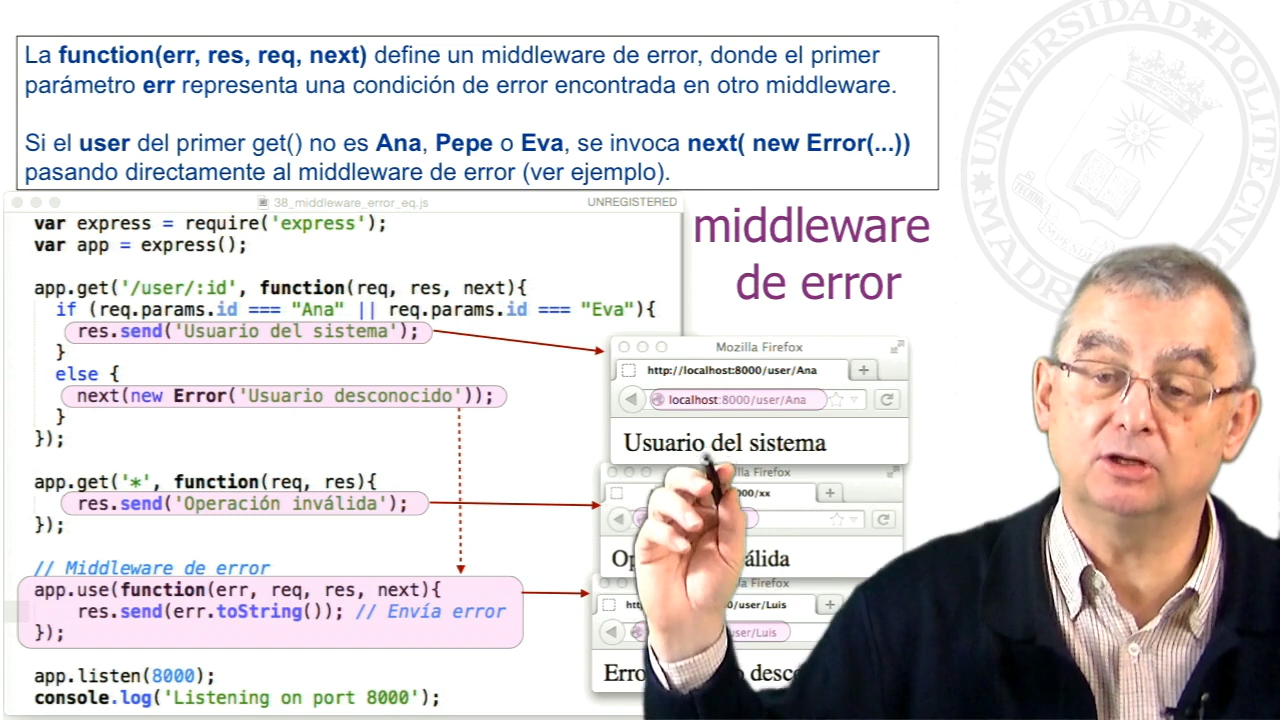 La function(err, res, req, next) define un middleware de error, donde el primer
parámetro err representa una condición de error encontrada en otro middleware.
Si el user del primer get() no es Ana, Pepe o Eva, se invoca next( new Error(...))
pasando directamente al middleware de error (ver ejemplo).
38_middleware_error_eq.js UNREGISTERED
middleware
de error
var express = require('express');
var app = express();
app.get('/user/:id', function(req, res, next){
if (req.params.id === "Ana" || req.params.id === "Eva"){
res.send('Usuario del sistema');
}
else {
next(new Error('Usuario desconocido'));
}
});
app.get('*', function(req, res){
res.send('Operación inválida');
});
// Middleware de error
app.use(function(err, req, res, next){
res.send(err.toString()); // Envía error
});
app.listen(8000);
console.log('Listening on port 8000');
Mozilla Firefox
http://localhost:8000/user/Ana
localhost:8000/user/Ana
Usuario del sistema
Firefox
/xx
Firefox
/user/Luis
user/Luis
UNIVERSIDAD POLITÉCNICA
MADRID